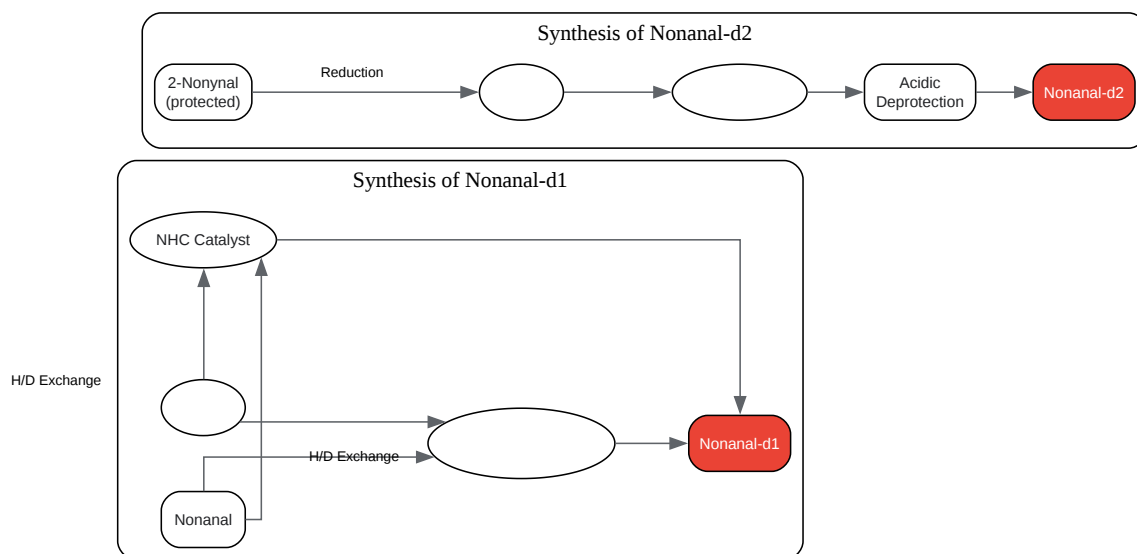 Synthesis of Nonanal-d2
2-Nonynal
(protected)
Reduction
Acidic
Deprotection
Nonanal-d2
Synthesis of Nonanal-d1
NHC Catalyst
H/D Exchange
H/D Exchange
Nonanal-d1
Nonanal